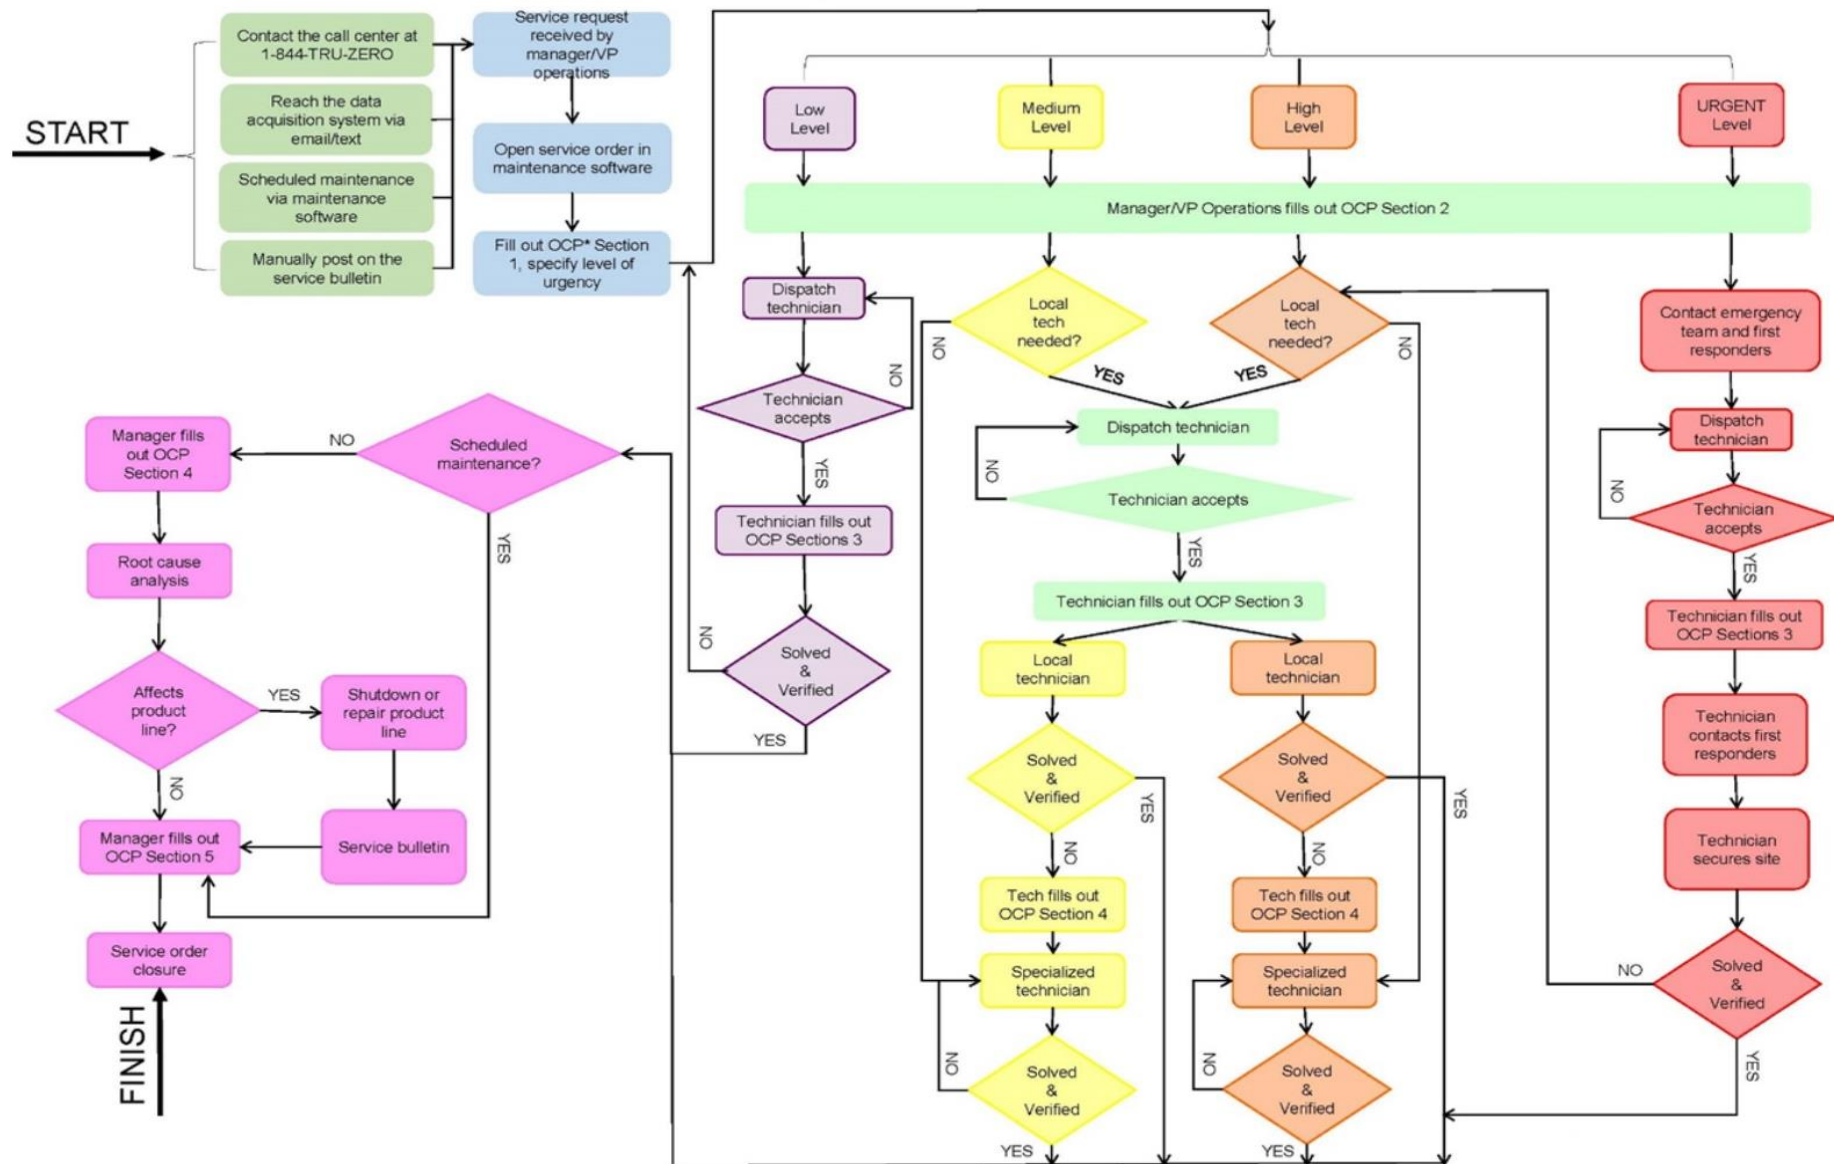 START
Contact the call center at
1-844-TRU-ZERO
Reach the data
acquisition system via
email/text
Scheduled maintenance
via maintenance
software
Manually post on the
service bulletin
Service request
received by
manager/VP
operations
Open service order in
maintenance software
Fill out OCP* Section
1, specify level of
urgency
Low
Level
Medium
Level
High
Level
URGENT
Level
Manager/VP Operations fills out OCP Section 2
Dispatch
technician
NO
Technician
accepts
YES
Technician fills out
OCP Sections 3
Solved
&
Verified
NO
YES
Local
tech
needed?
NO
YES
Local
tech
needed?
NO
YES
Dispatch technician
NO
Technician accepts
YES
Technician fills out OCP Section 3
Local
technician
Solved
&
Verified
YES
NO
Tech fills out
OCP Section 4
Specialized
technician
NO
Solved
&
Verified
YES
Local
technician
Solved
&
Verified
YES
NO
Tech fills out
OCP Section 4
Specialized
technician
NO
Solved
&
Verified
YES
Contact emergency
team and first
responders
Dispatch
technician
NO
Technician
accepts
YES
Technician fills out
OCP Sections 3
Technician
contacts first
responders
Technician
secures site
Solved
&
Verified
NO
YES
Scheduled
maintenance?
NO
YES
Manager fills
out OCP
Section 4
Root cause
analysis
Affects
product
line?
YES
NO
Shutdown or
repair product
line
Service bulletin
Manager fills out
OCP Section 5
Service order
closure
FINISH